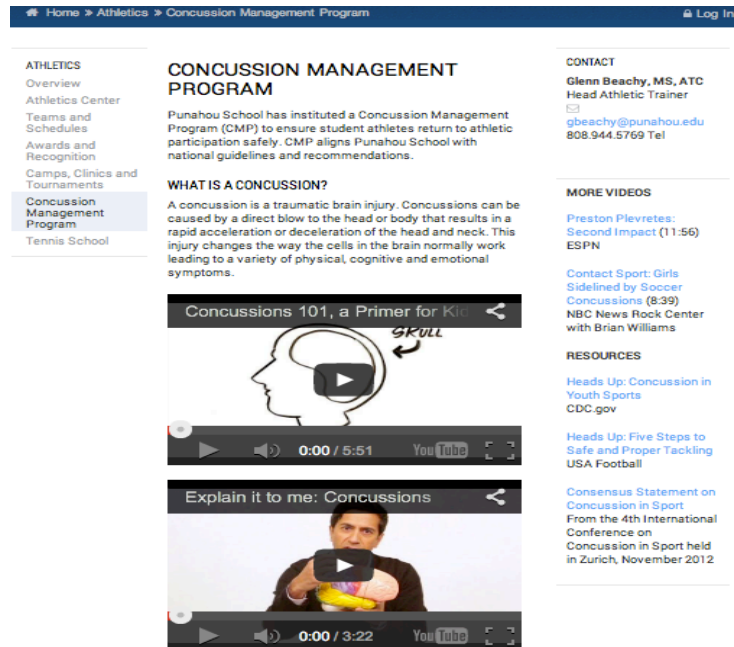 Home » Athletics » Concussion Management Program
Log In
ATHLETICS
Overview
Athletics Center
Teams and
Schedules
Awards and
Recognition
Camps, Clinics and
Tournaments
Concussion
Management
Program
Tennis School
CONCUSSION MANAGEMENT
PROGRAM
Punahou School has instituted a Concussion Management
Program (CMP) to ensure student athletes return to athletic
participation safely. CMP aligns Punahou School with
national guidelines and recommendations.
WHAT IS A CONCUSSION?
A concussion is a traumatic brain injury. Concussions can be
caused by a direct blow to the head or body that results in a
rapid acceleration or deceleration of the head and neck. This
injury changes the way the cells in the brain normally work
leading to a variety of physical, cognitive and emotional
symptoms.
Concussions 101, a Primer for Kid
SKULL
0:00 / 5:51 YouTube
Explain it to me: Concussions
0:00 / 3:22 YouTube
CONTACT
Glenn Beachy, MS, ATC
Head Athletic Trainer
gbeachy@punahou.edu
808.944.5769 Tel
MORE VIDEOS
Preston Plevretes:
Second Impact (11:56)
ESPN
Contact Sport: Girls
Sidelined by Soccer
Concussions (8:39)
NBC News Rock Center
with Brian Williams
RESOURCES
Heads Up: Concussion in
Youth Sports
CDC.gov
Heads Up: Five Steps to
Safe and Proper Tackling
USA Football
Consensus Statement on
Concussion in Sport
From the 4th International
Conference on
Concussion in Sport held
in Zurich, November 2012